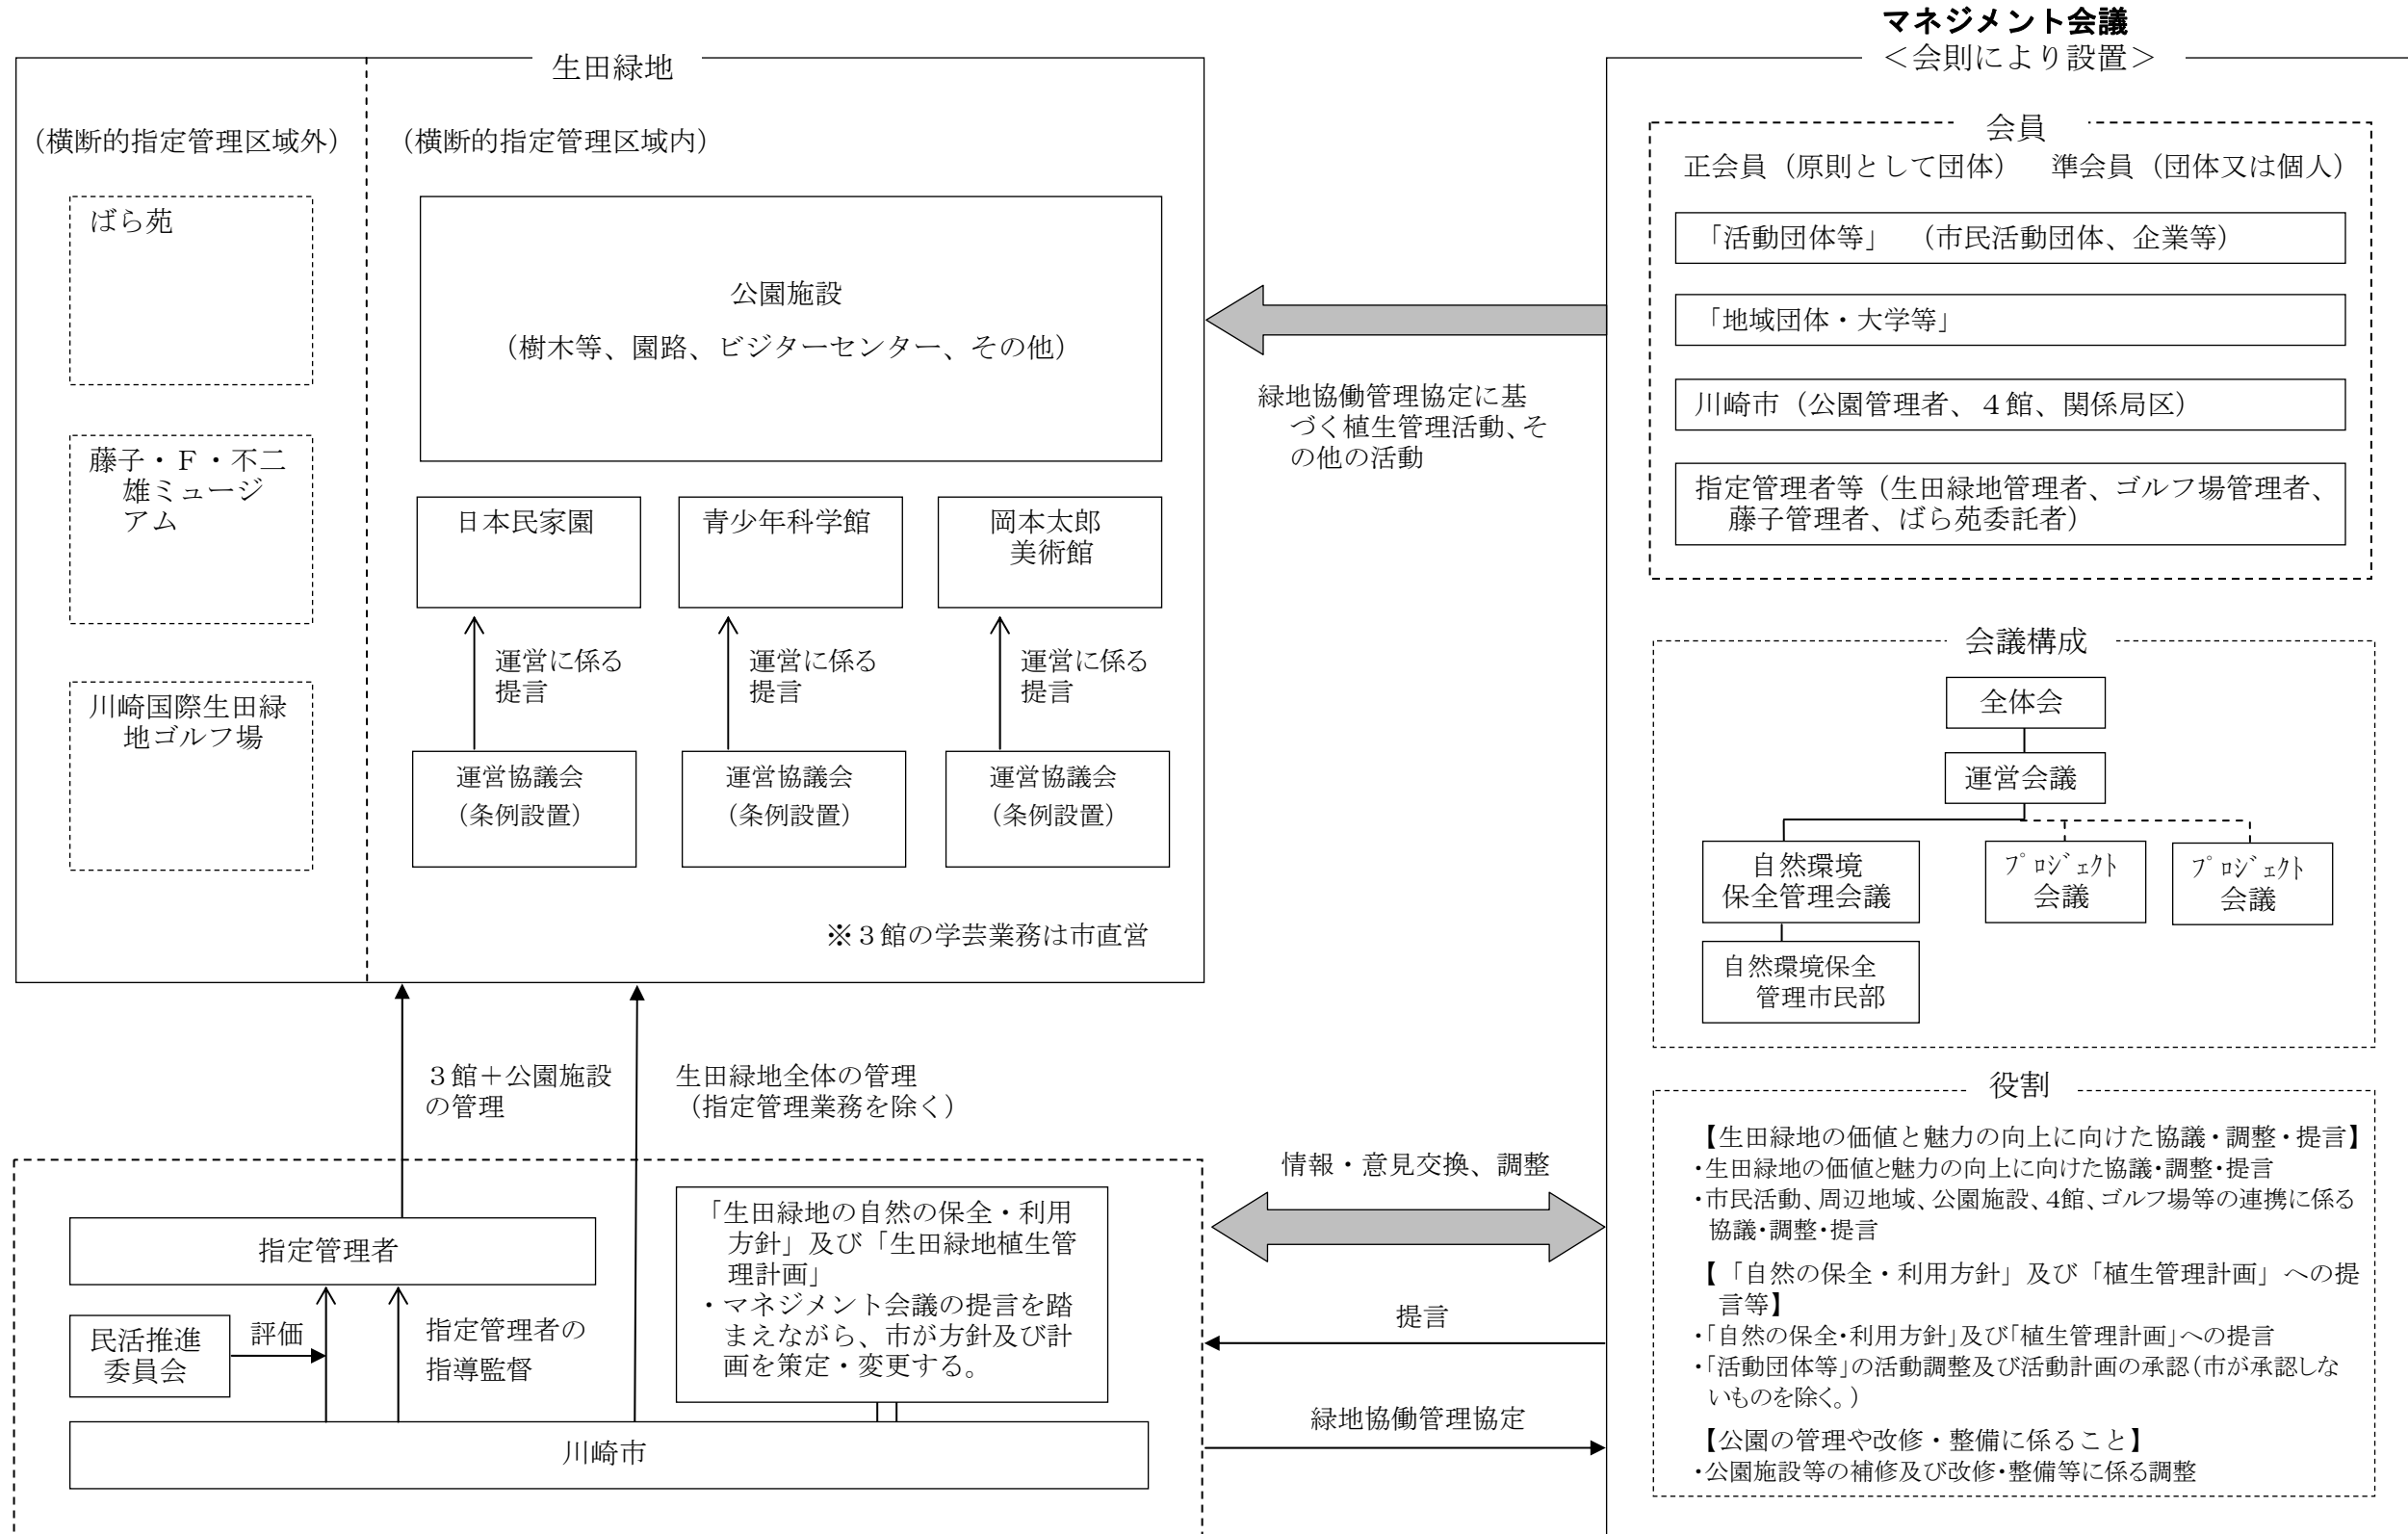 マネジメント会議
＜会則により設置＞
生田緑地
（横断的指定管理区域外）
（横断的指定管理区域内）
ばら苑
藤子・Ｆ・不二
雄ミュージ
アム
川崎国際生田緑
地ゴルフ場
公園施設
（樹木等、園路、ビジターセンター、その他）
日本民家園
青少年科学館
岡本太郎
美術館
運営に係る
提言
運営に係る
提言
運営に係る
提言
運営協議会
（条例設置）
運営協議会
（条例設置）
運営協議会
（条例設置）
※３館の学芸業務は市直営
緑地協働管理協定に基
づく植生管理活動、そ
の他の活動
会員
正会員（原則として団体）　準会員（団体又は個人）
「活動団体等」　（市民活動団体、企業等）
「地域団体・大学等」
川崎市（公園管理者、４館、関係局区）
指定管理者等（生田緑地管理者、ゴルフ場管理者、
藤子管理者、ばら苑委託者）
会議構成
全体会
運営会議
自然環境
保全管理会議
ﾌﾟﾛｼﾞｪｸﾄ
会議
ﾌﾟﾛｼﾞｪｸﾄ
会議
自然環境保全
管理市民部
３館＋公園施設
の管理
生田緑地全体の管理
（指定管理業務を除く）
指定管理者
民活推進
委員会
評価
指定管理者の
指導監督
「生田緑地の自然の保全・利用
方針」及び「生田緑地植生管
理計画」
・マネジメント会議の提言を踏
まえながら、市が方針及び計
画を策定・変更する。
川崎市
情報・意見交換、調整
提言
緑地協働管理協定
役割
【生田緑地の価値と魅力の向上に向けた協議・調整・提言】
・生田緑地の価値と魅力の向上に向けた協議・調整・提言
・市民活動、周辺地域、公園施設、4館、ゴルフ場等の連携に係る
協議・調整・提言
【「自然の保全・利用方針」及び「植生管理計画」への提
言等】
・「自然の保全・利用方針」及び「植生管理計画」への提言
・「活動団体等」の活動調整及び活動計画の承認（市が承認しな
いものを除く。）
【公園の管理や改修・整備に係ること】
・公園施設等の補修及び改修・整備等に係る調整